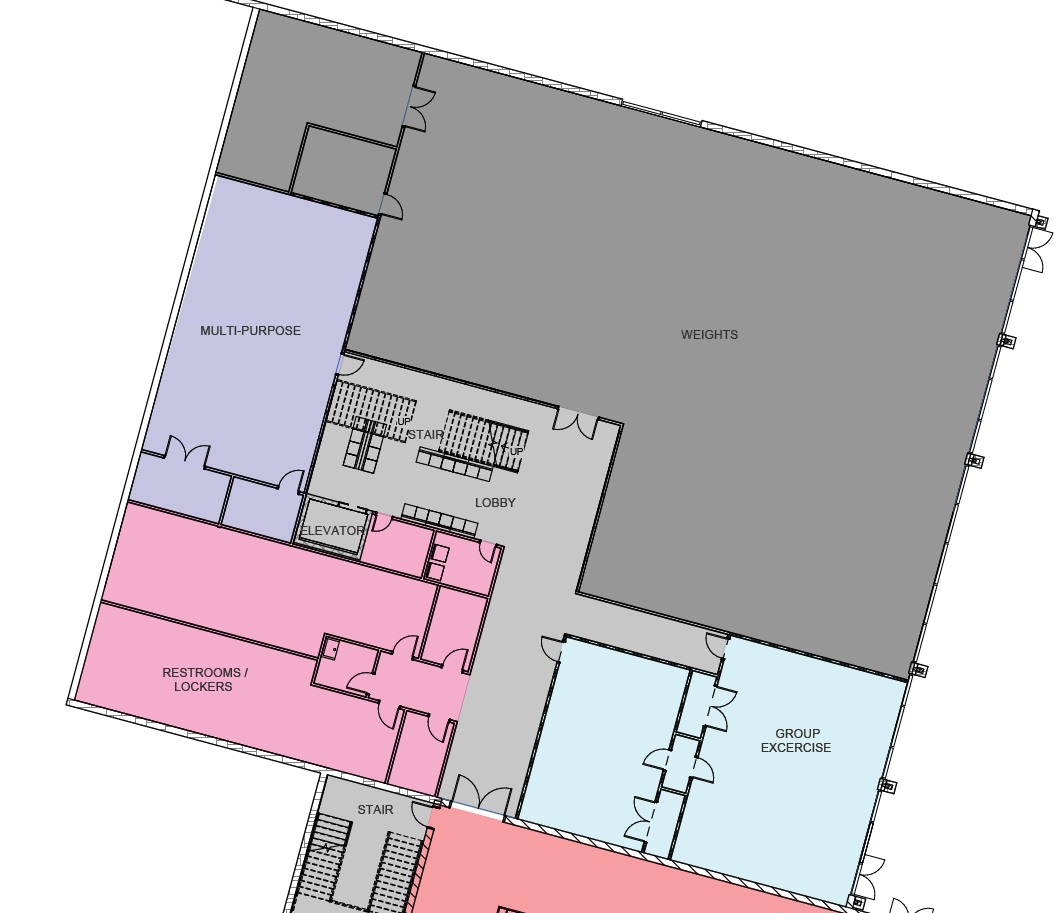 MULTI-PURPOSE
WEIGHTS
UP
STAIR
UP
LOBBY
ELEVATOR
RESTROOMS /
LOCKERS
GROUP
EXCERCISE
STAIR